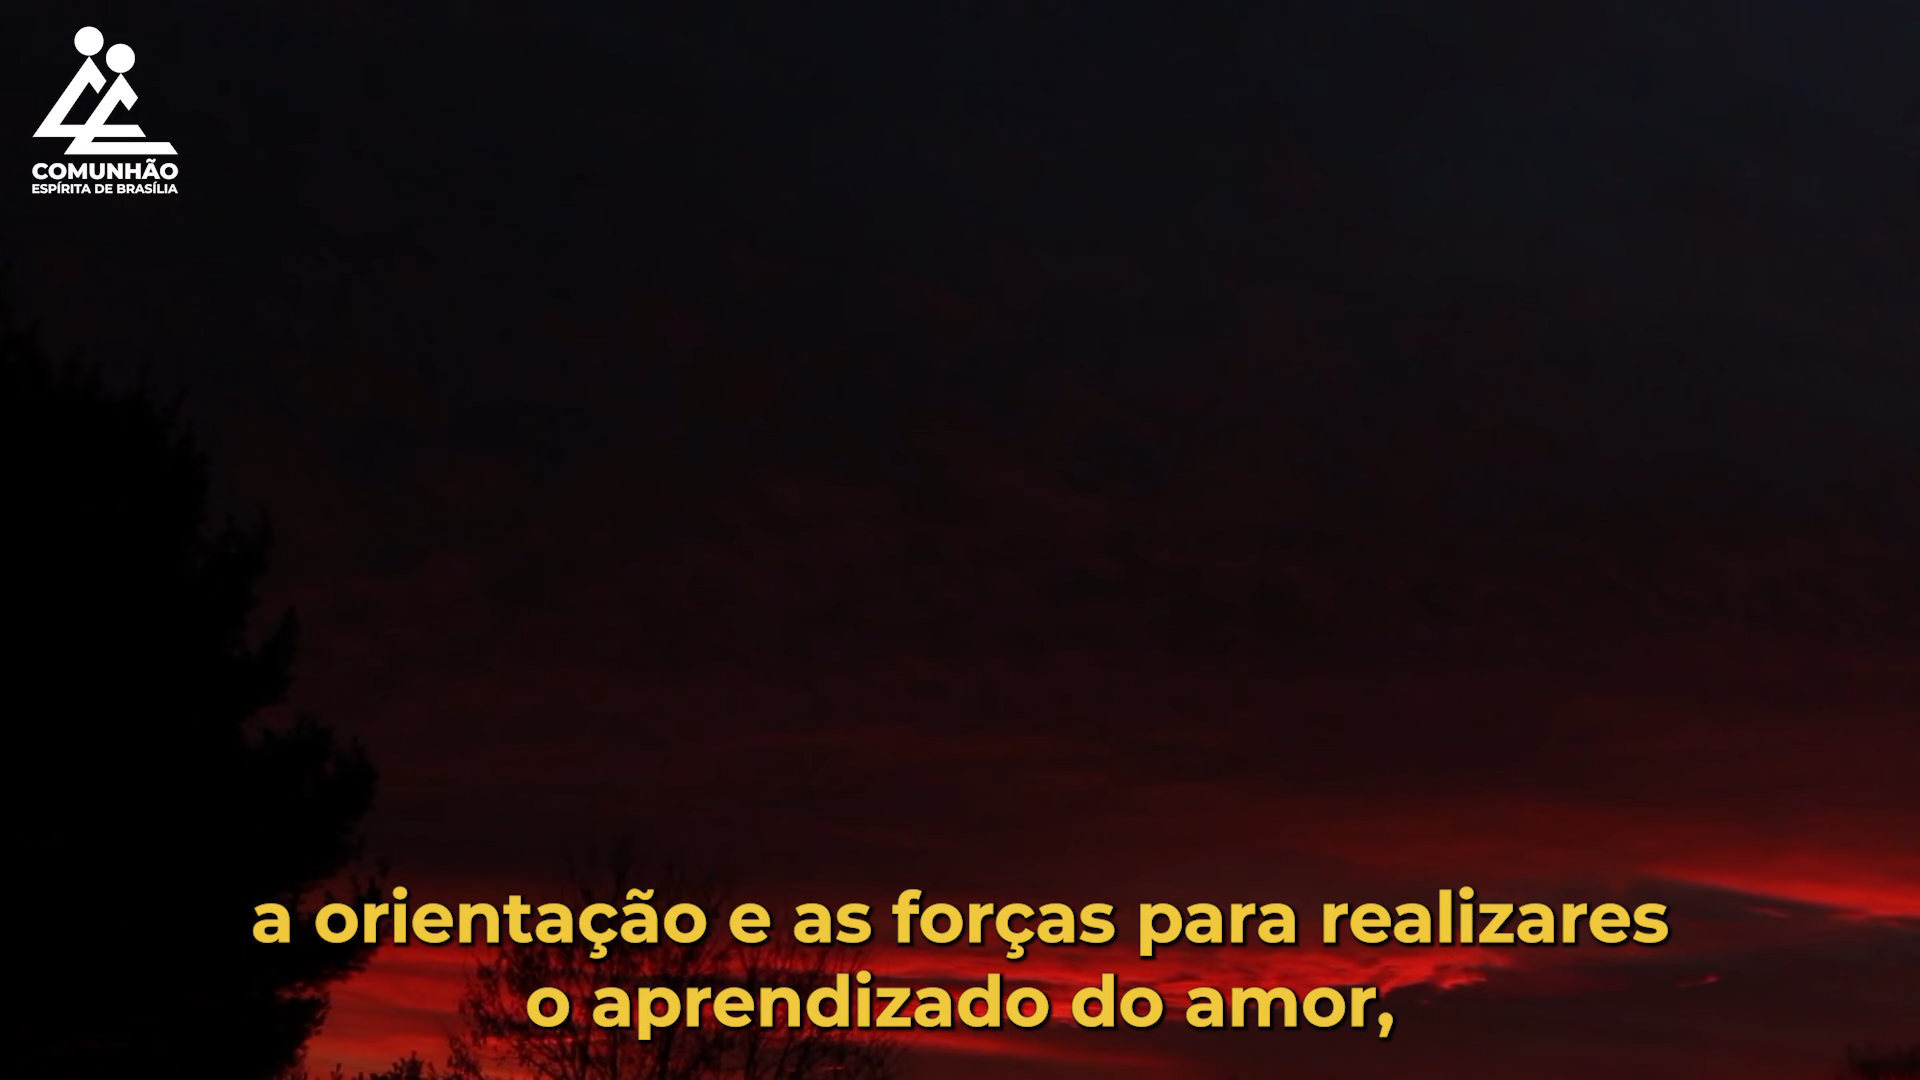 COMUNHÃO
ESPÍRITA DE BRASÍLIA
a orientação e as forças para realizares
o aprendizado do amor,